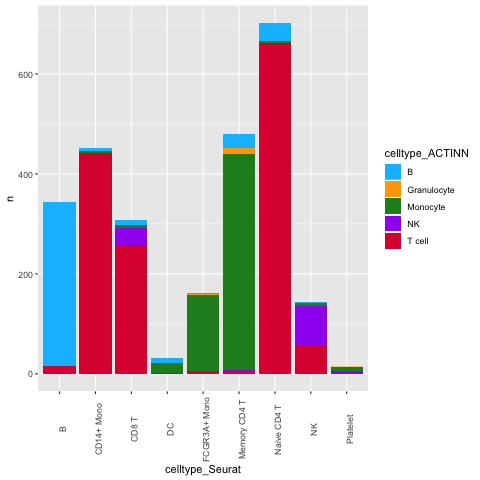 n
600
400
200
0
B
CD14+ Mono
CD8 T
DC
FCGR3A+ Mono
Memory CD4 T
Naive CD4 T
NK
Platelet
celltype_Seurat
celltype_ACTINN
B
Granulocyte
Monocyte
NK
T cell